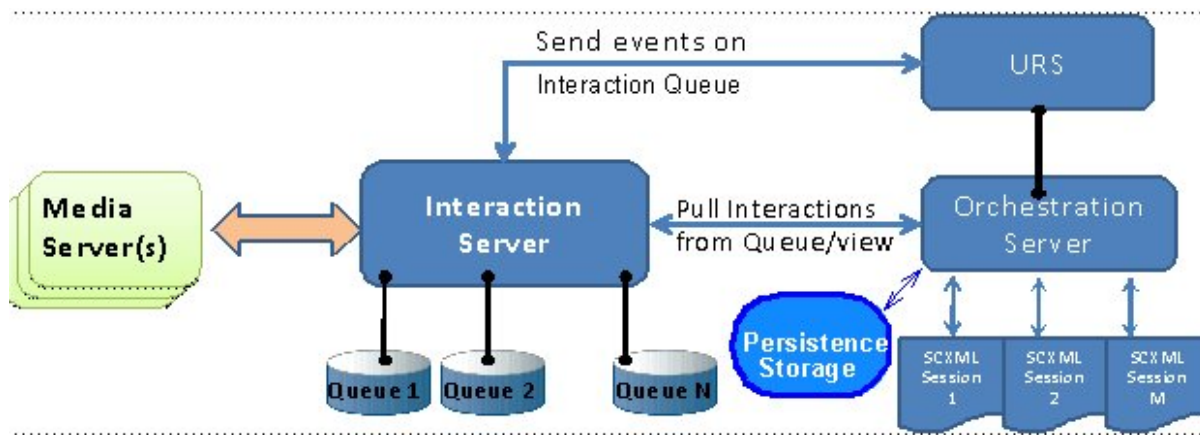 Send events on
Interaction Queue
URS
Media
Server(s)
Interaction
Server
Pull Interactions
from Queue/view
Orchestration
Server
Persistence
Storage
Queue 1
Queue 2
Queue N
SCXML
Session
1
SCXML
Session
2
SCXML
Session
M